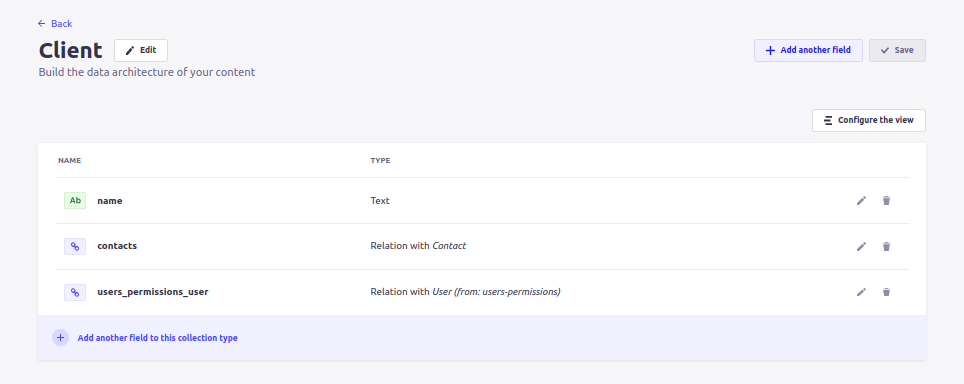 Back
Client
Edit
Add another field
Save
Build the data architecture of your content
Configure the view
NAME TYPE
Ab name Text
contacts Relation with Contact
users_permissions_user Relation with User (from: users-permissions)
Add another field to this collection type